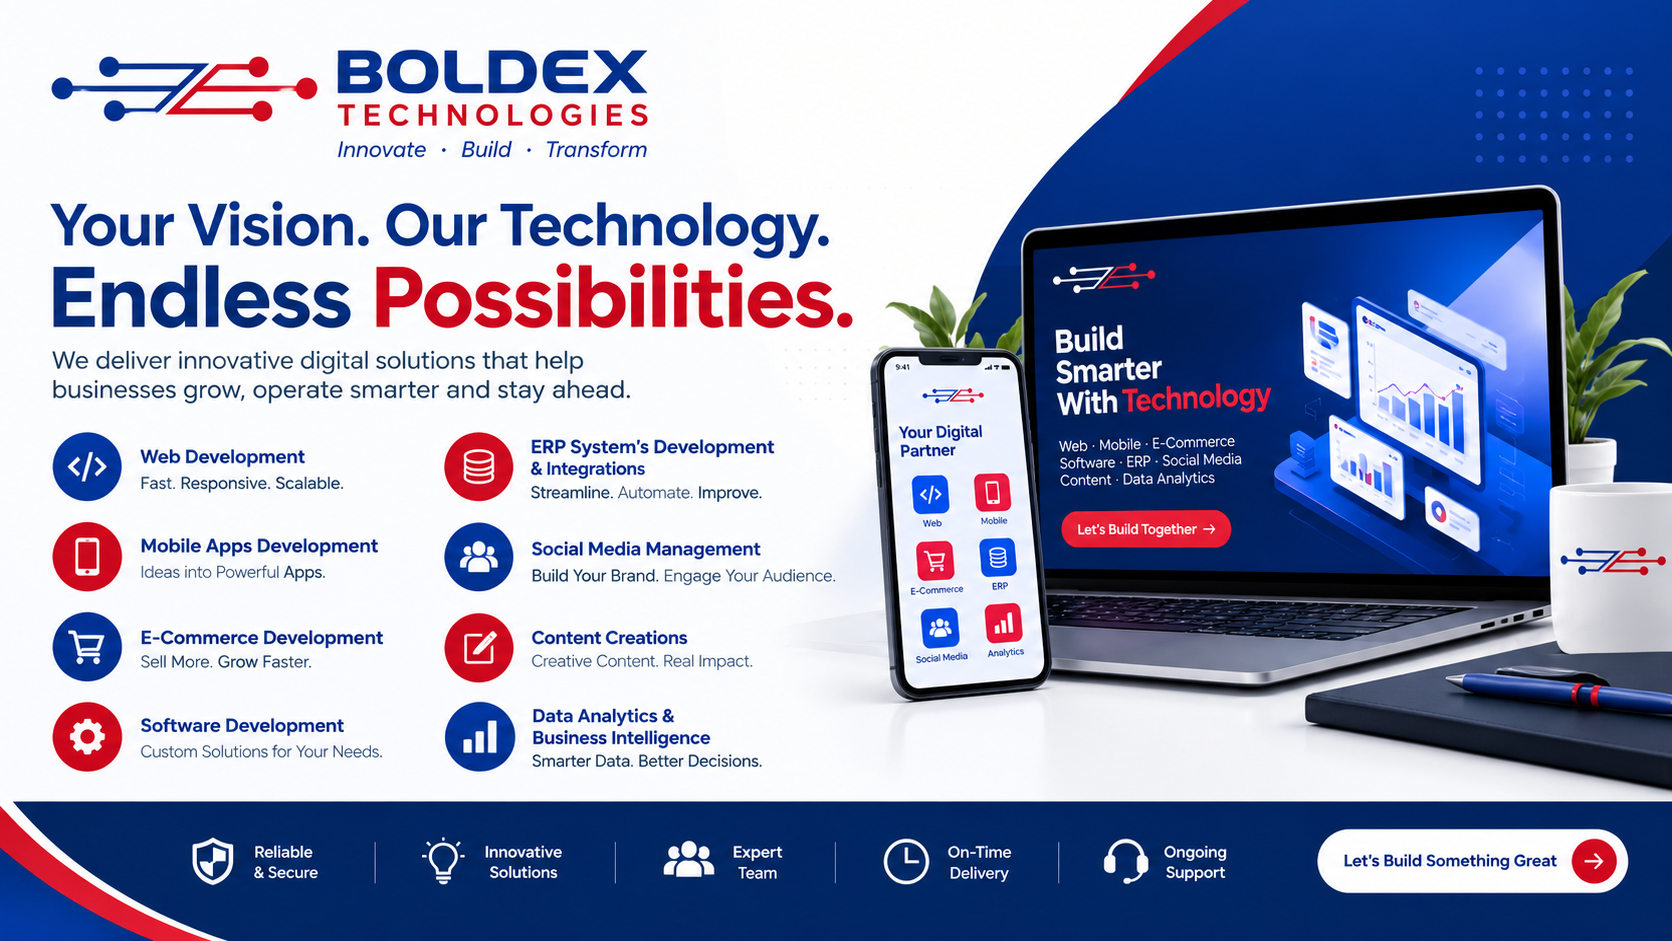 BOLDEX
TECHNOLOGIES
Innovate · Build · Transform
Your Vision. Our Technology.
Endless Possibilities.
We deliver innovative digital solutions that help
businesses grow, operate smarter and stay ahead.
Web Development
Fast. Responsive. Scalable.
Mobile Apps Development
Ideas into Powerful Apps.
E-Commerce Development
Sell More. Grow Faster.
Software Development
Custom Solutions for Your Needs.
ERP System's Development
& Integrations
Streamline. Automate. Improve.
Social Media Management
Build Your Brand. Engage Your Audience.
Content Creations
Creative Content. Real Impact.
Data Analytics &
Business Intelligence
Smarter Data. Better Decisions.
9:41
Your Digital
Partner
Web
Mobile
E-Commerce
ERP
Social Media
Analytics
Build
Smarter
With Technology
Web · Mobile · E-Commerce
Software · ERP · Social Media
Content · Data Analytics
Let's Build Together →
Reliable
& Secure
Innovative
Solutions
Expert
Team
On-Time
Delivery
Ongoing
Support
Let's Build Something Great